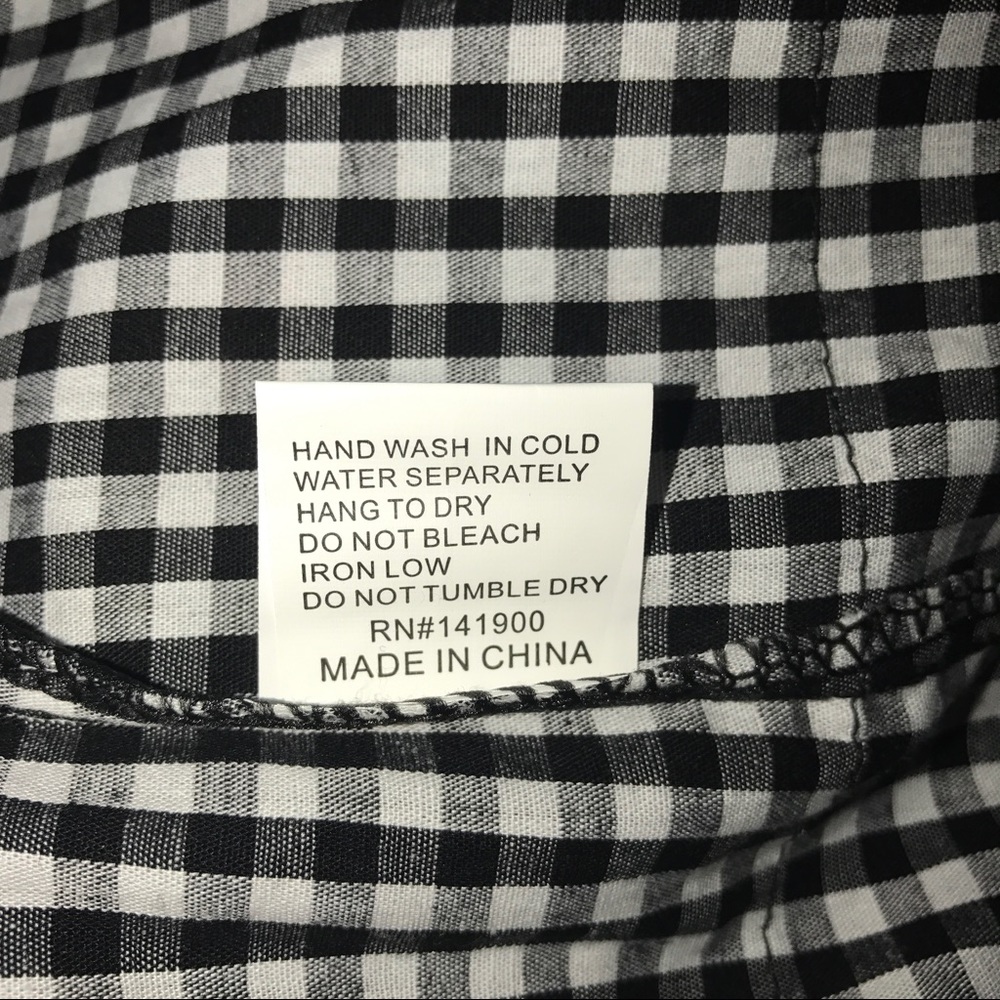 HAND WASH IN COLD
WATER SEPARATELY
HANG TO DRY
DO NOT BLEACH
IRON LOW
DO NOT TUMBLE DRY
RN#141900
MADE IN CHINA